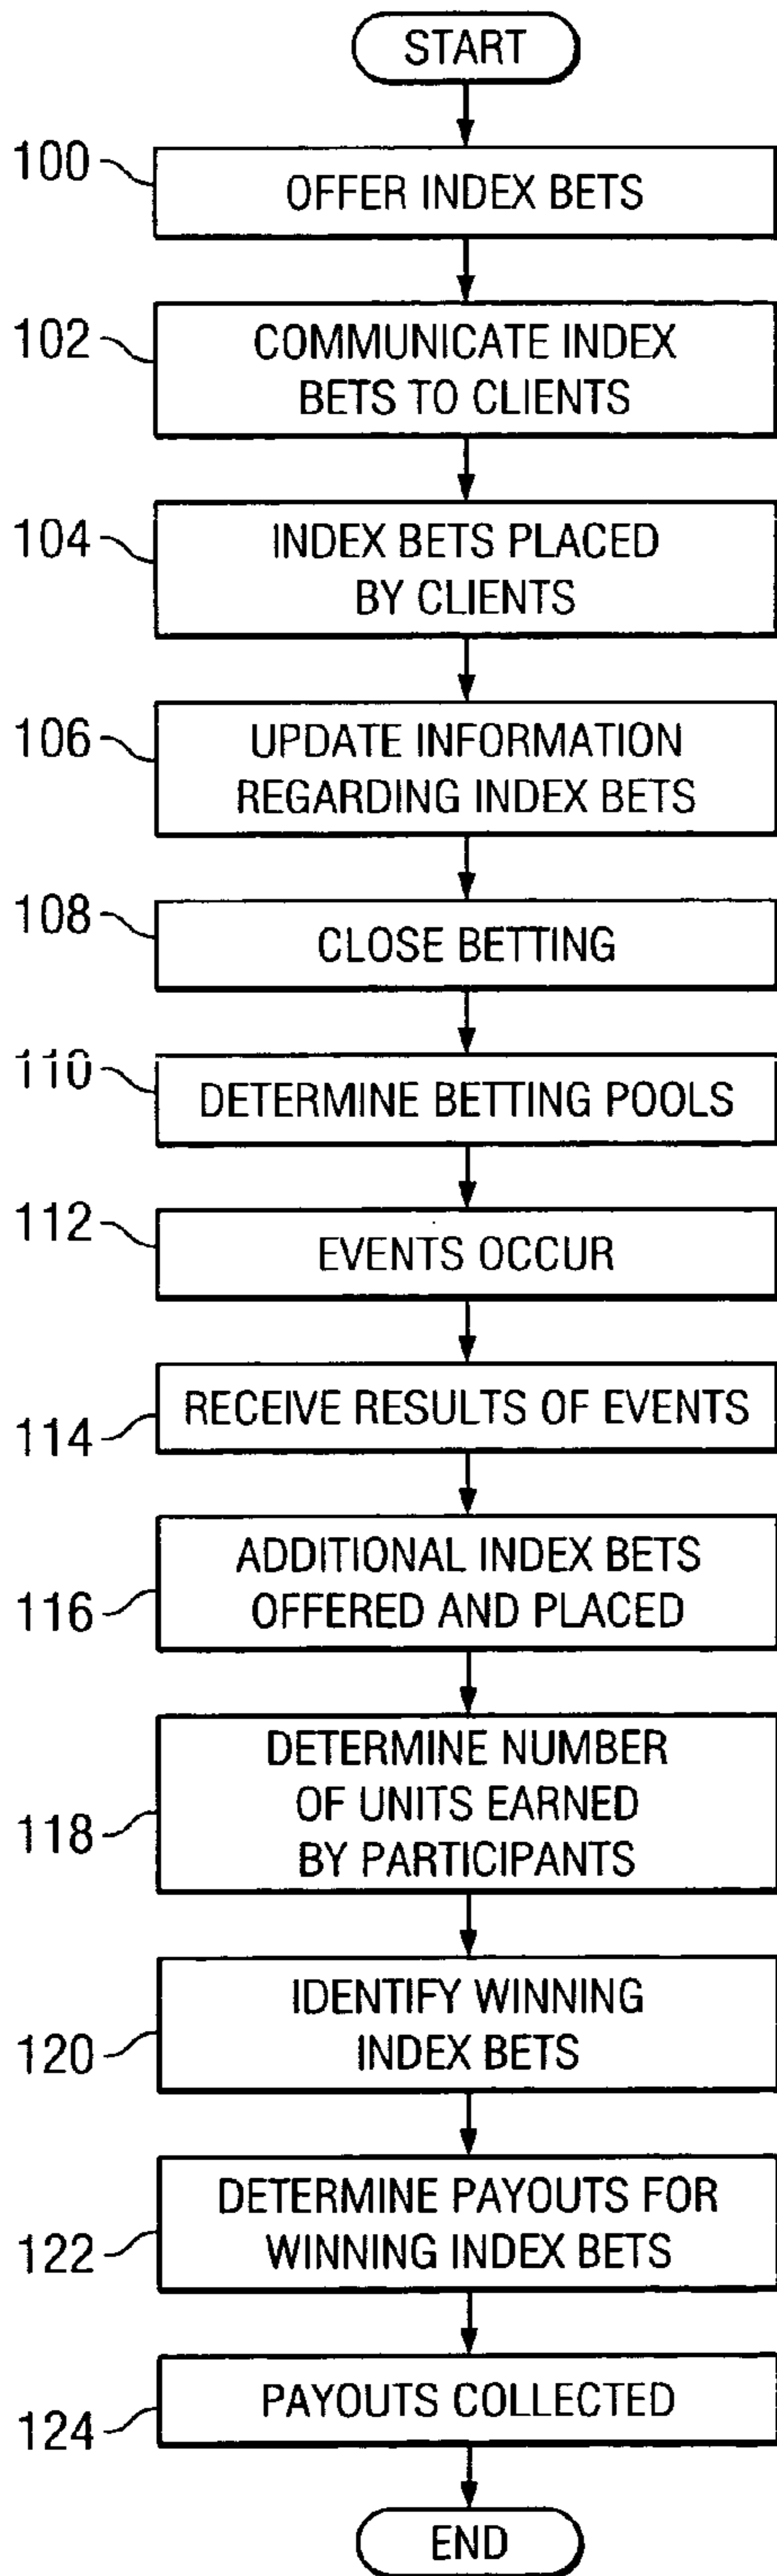 START
100
OFFER INDEX BETS
102
COMMUNICATE INDEX
BETS TO CLIENTS
104
INDEX BETS PLACED
BY CLIENTS
106
UPDATE INFORMATION
REGARDING INDEX BETS
108
CLOSE BETTING
110
DETERMINE BETTING POOLS
112
EVENTS OCCUR
114
RECEIVE RESULTS OF EVENTS
116
ADDITIONAL INDEX BETS
OFFERED AND PLACED
118
DETERMINE NUMBER
OF UNITS EARNED
BY PARTICIPANTS
120
IDENTIFY WINNING
INDEX BETS
122
DETERMINE PAYOUTS FOR
WINNING INDEX BETS
124
PAYOUTS COLLECTED
END